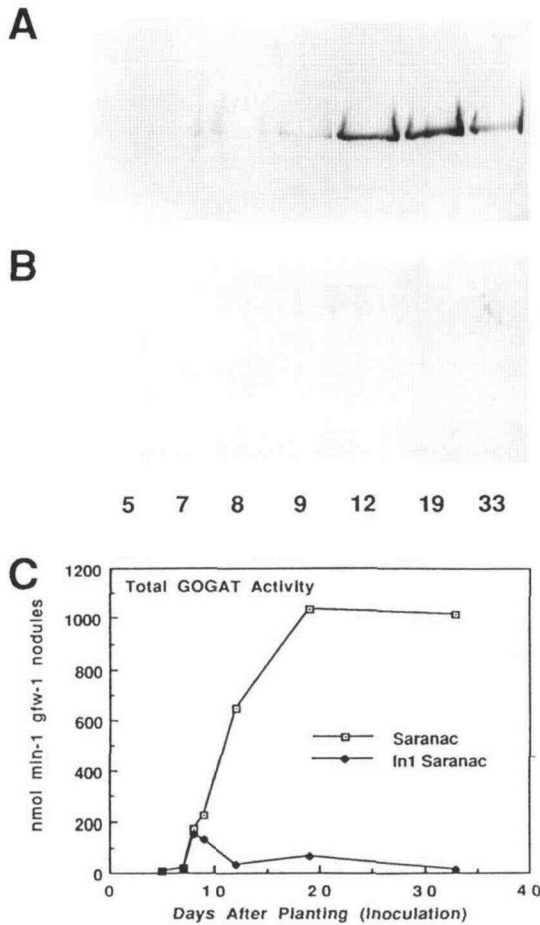 A
B
5 7 8 9 12 19 33
C
1200
Total GOGAT Activity
1000
800
600
400
200
0
nmol mln-1 gfw-1 nodules
Saranac
In1 Saranac
0 10 20 30 40
Days After Planting (Inoculation)